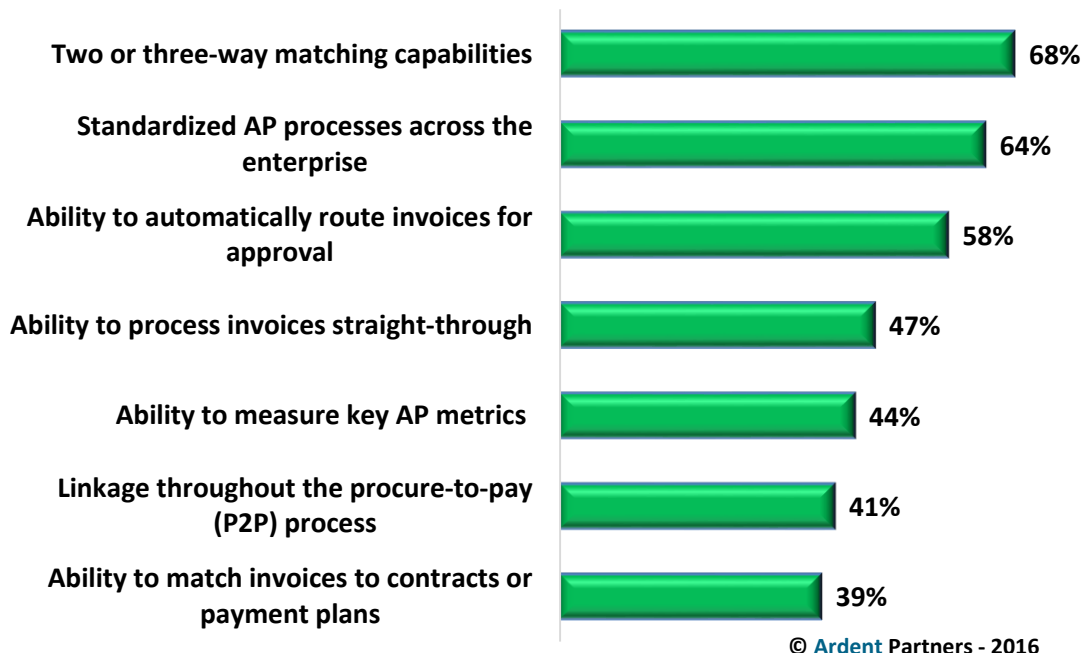 Two or three-way matching capabilities
68%
Standardized AP processes across the
enterprise
64%
Ability to automatically route invoices for
approval
58%
Ability to process invoices straight-through
47%
Ability to measure key AP metrics
44%
Linkage throughout the procure-to-pay
(P2P) process
41%
Ability to match invoices to contracts or
payment plans
39%
© Ardent Partners - 2016